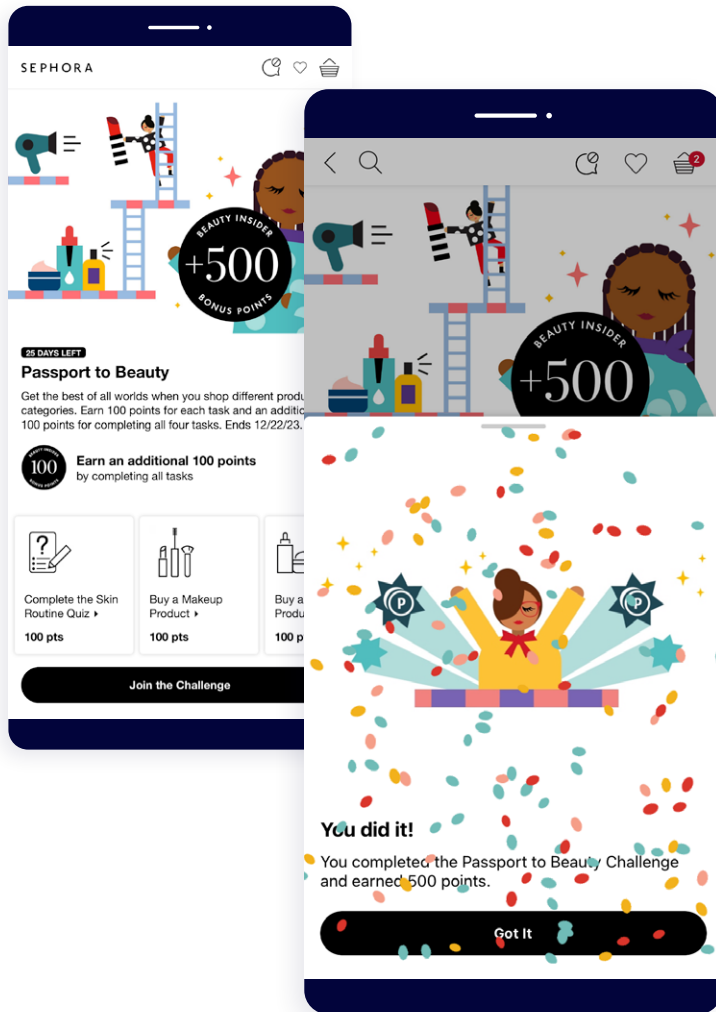 SEPHORA
BEAUTY INSIDER
+500
BONUS POINTS
25 DAYS LEFT
Passport to Beauty
Get the best of all worlds when you shop different
categories. Earn 100 points for each task and an
100 points for completing all four tasks. Ends 12/22/23.
BEAUTY INSIDER
100
BONUS POINTS
Earn an additional 100 points
by completing all tasks
?
Complete the Skin
Routine Quiz
100 pts
Buy a Makeup
Product
100 pts
Buy a
100
Join the Challenge
2
BEAUTY INSIDER
+500
P
P
You did it!
You completed the Passport to Beauty Challenge
and earned 500 points.
Got It